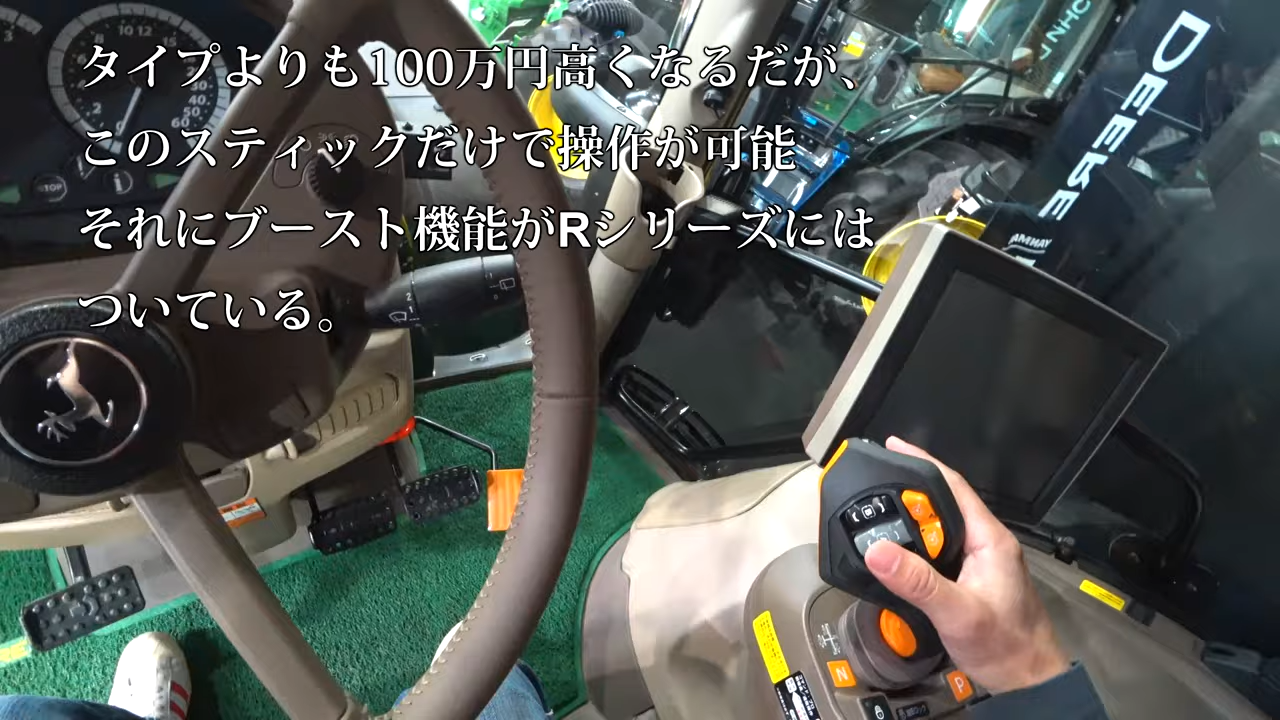 タイプよりも100万円高くなるだが、
このスティックだけで操作が可能
それにブースト機能がRシリーズには
ついている。
DEERE
NHC
AMWAY
STOP
N
P